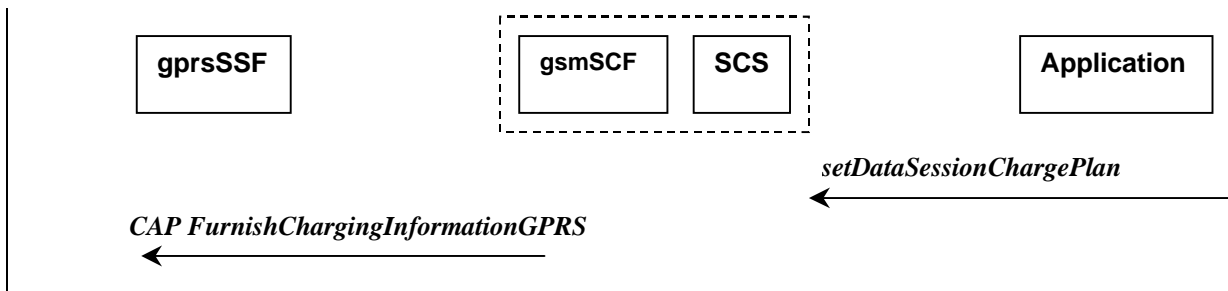 gprsSSF
gsmSCF
SCS
Application
setDataSessionChargePlan
CAP FurnishChargingInformationGPRS